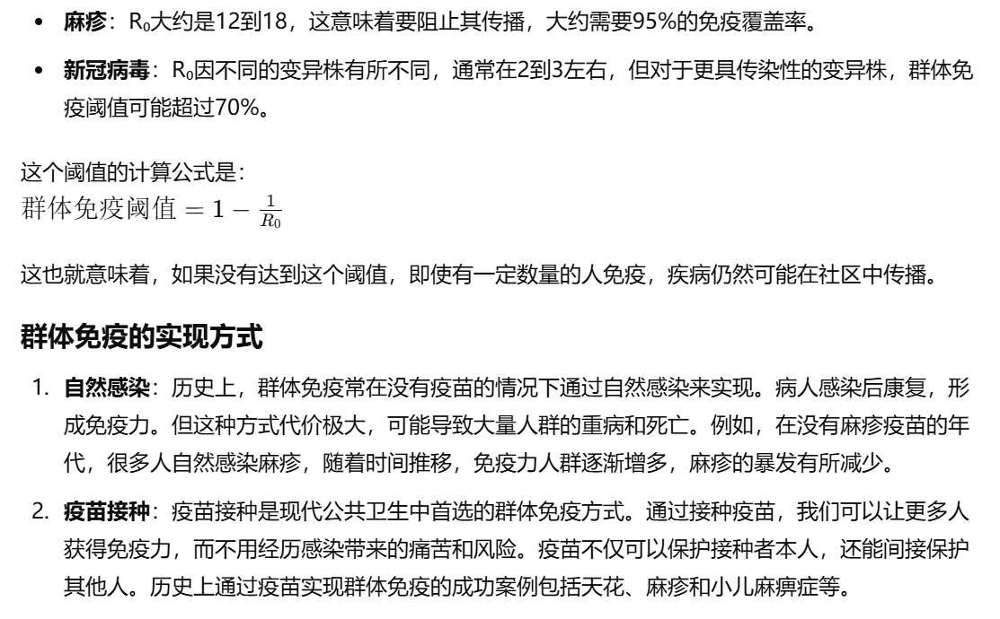 • 麻疹：R₀大约是12到18，这意味着要阻止其传播，大约需要95%的免疫覆盖率。
• 新冠病毒：R₀因不同的变异株有所不同，通常在2到3左右，但对于更具传染性的变异株，群体免
疫阈值可能超过70%。
这个阈值的计算公式是：
群体免疫阈值 = 1 − 1/R₀
这也就意味着，如果没有达到这个阈值，即使有一定数量的人免疫，疾病仍然可能在社区中传播。
群体免疫的实现方式
1. 自然感染：历史上，群体免疫常在没有疫苗的情况下通过自然感染来实现。病人感染后康复，形
成免疫力。但这种方式代价极大，可能导致大量人群的重病和死亡。例如，在没有麻疹疫苗的年
代，很多人自然感染麻疹，随着时间推移，免疫力人群逐渐增多，麻疹的暴发有所减少。
2. 疫苗接种：疫苗接种是现代公共卫生中首选的群体免疫方式。通过接种疫苗，我们可以让更多人
获得免疫力，而不用经历感染带来的痛苦和风险。疫苗不仅可以保护接种者本人，还能间接保护
其他人。历史上通过疫苗实现群体免疫的成功案例包括天花、麻疹和小儿麻痹症等。